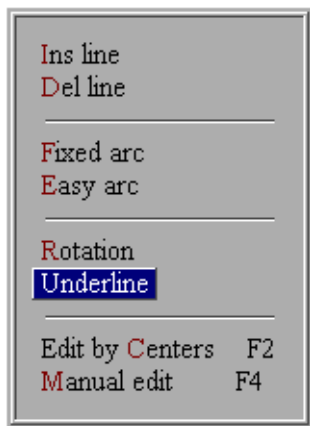 Ins line
Del line
Fixed arc
Easy arc
Rotation
Underline
Edit by Centers F2
Manual edit F4